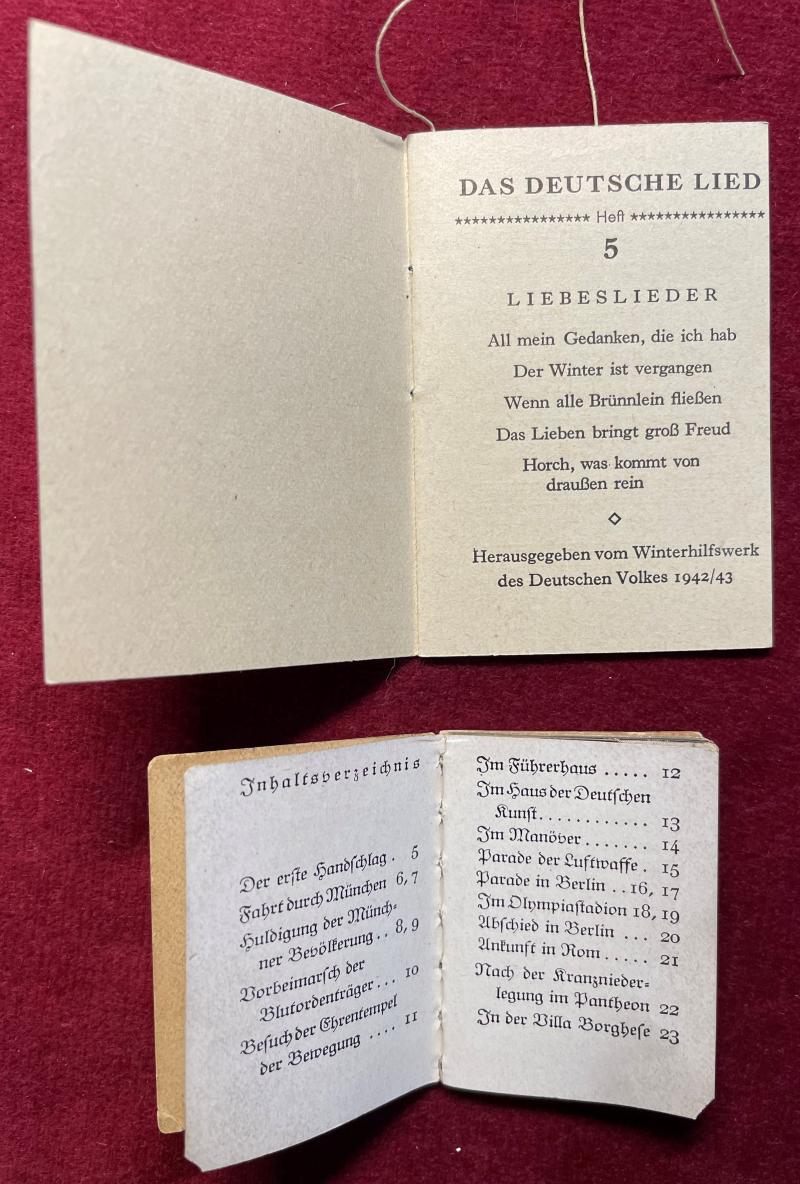 DAS DEUTSCHE LIED
**************** Heft ****************
5
LIEBESLIEDER
All mein Gedanken, die ich hab
Der Winter ist vergangen
Wenn alle Brünnlein fließen
Das Lieben bringt groß Freud
Horch, was kommt von
draußen rein
Herausgegeben vom Winterhilfswerk
des Deutschen Volkes 1942/43
Inhaltsverzeichnis
Der erste Handschlag . 5
Fahrt durch München 6, 7
Huldigung der Münch-
ner Bevölkerung . . 8, 9
Vorbeimarsch der
Blutordenträger . . . 10
Besuch der Ehrentempel
der Bewegung . . . . 11
Im Führerhaus . . . . . 12
Im Haus der Deutschen
Kunst . . . . . . . . . . . . 13
Im Manöver . . . . . . . 14
Parade der Luftwaffe . 15
Parade in Berlin . . 16, 17
Im Olympiastadion 18, 19
Abschied in Berlin . . . 20
Ankunft in Rom . . . . . 21
Nach der Kranznieder-
legung im Pantheon 22
In der Villa Borghese 23